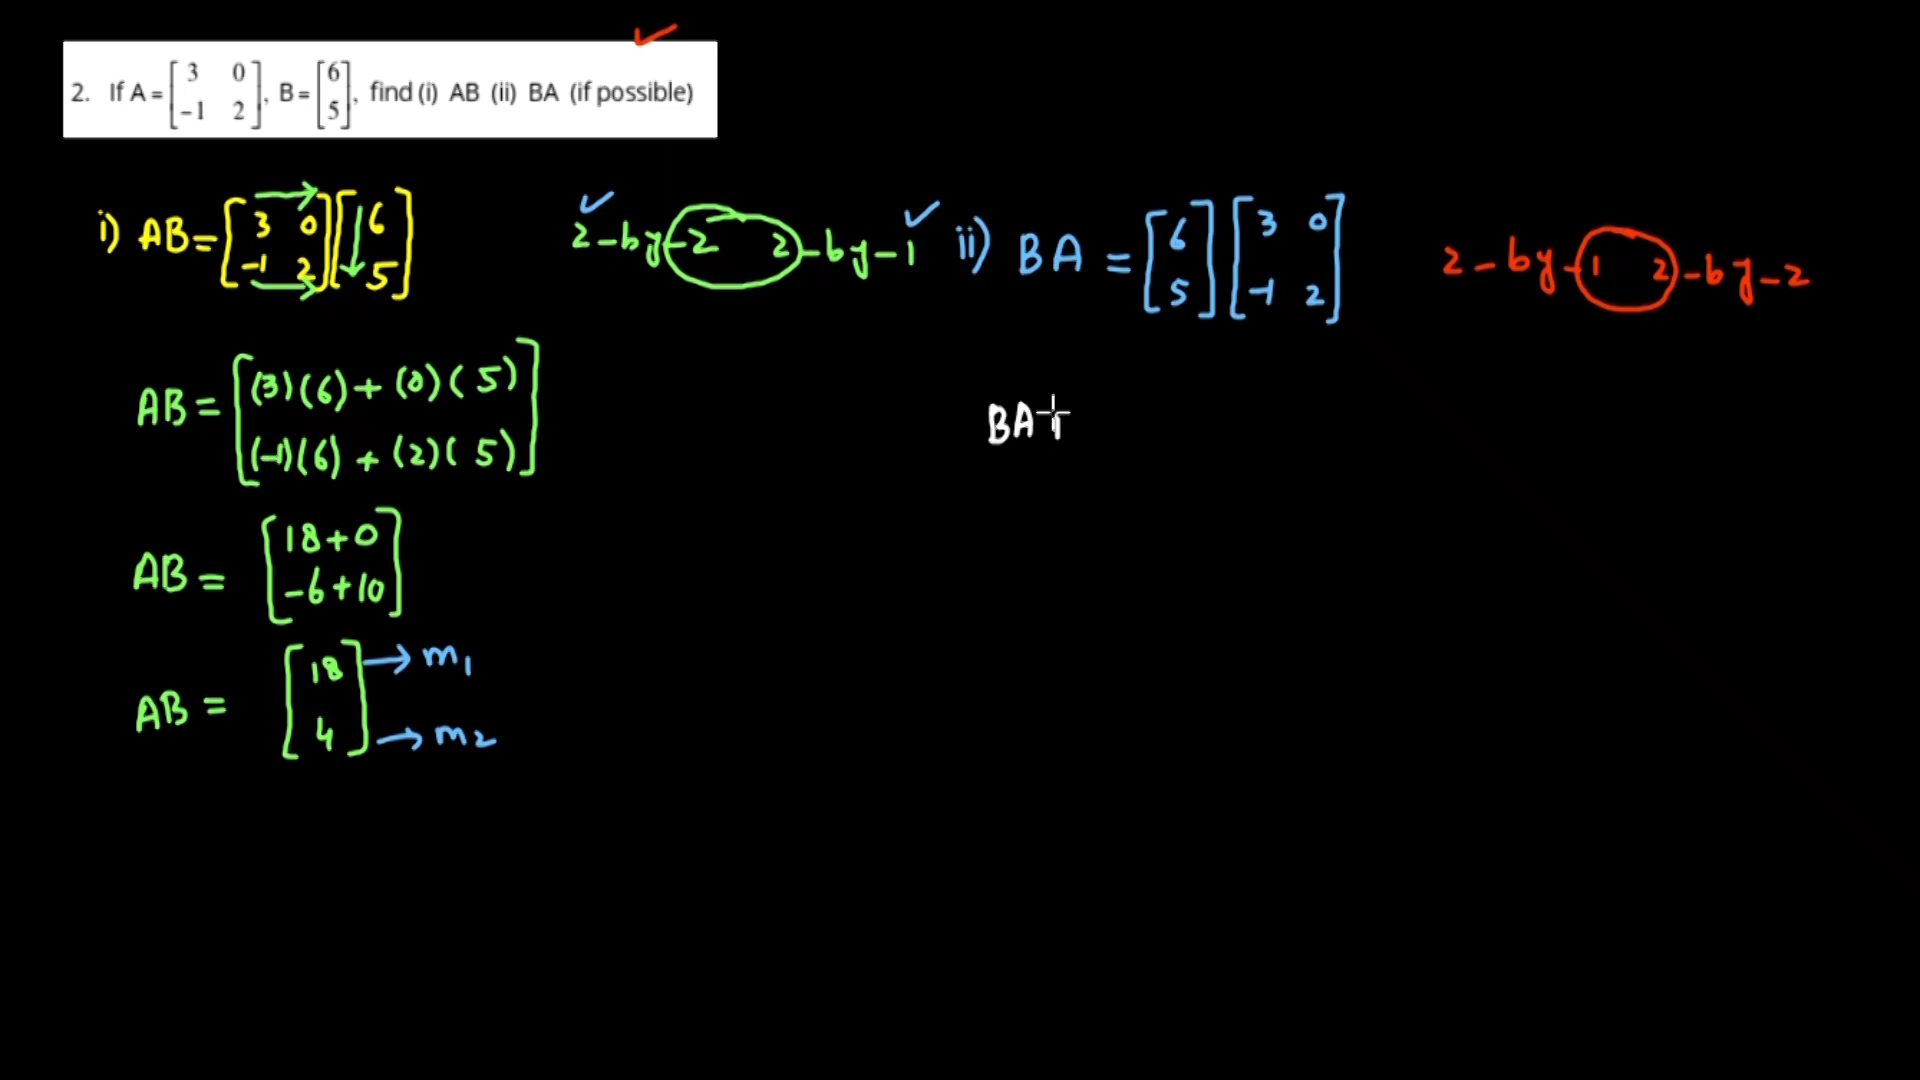 2. If A = [3 0 −1 2], B = [6 5], find (i) AB (ii) BA (if possible)
i) AB = [3 0 -1 2] [6 5]
2-by-2 2-by-1
AB = [(3)(6) + (0)(5)
(-1)(6) + (2)(5)]
AB = [18+0
-6+10]
AB = [18 → m1
4] → m2
ii) BA = [6 5] [3 0 -1 2]
2-by-1 2-by-2
BA